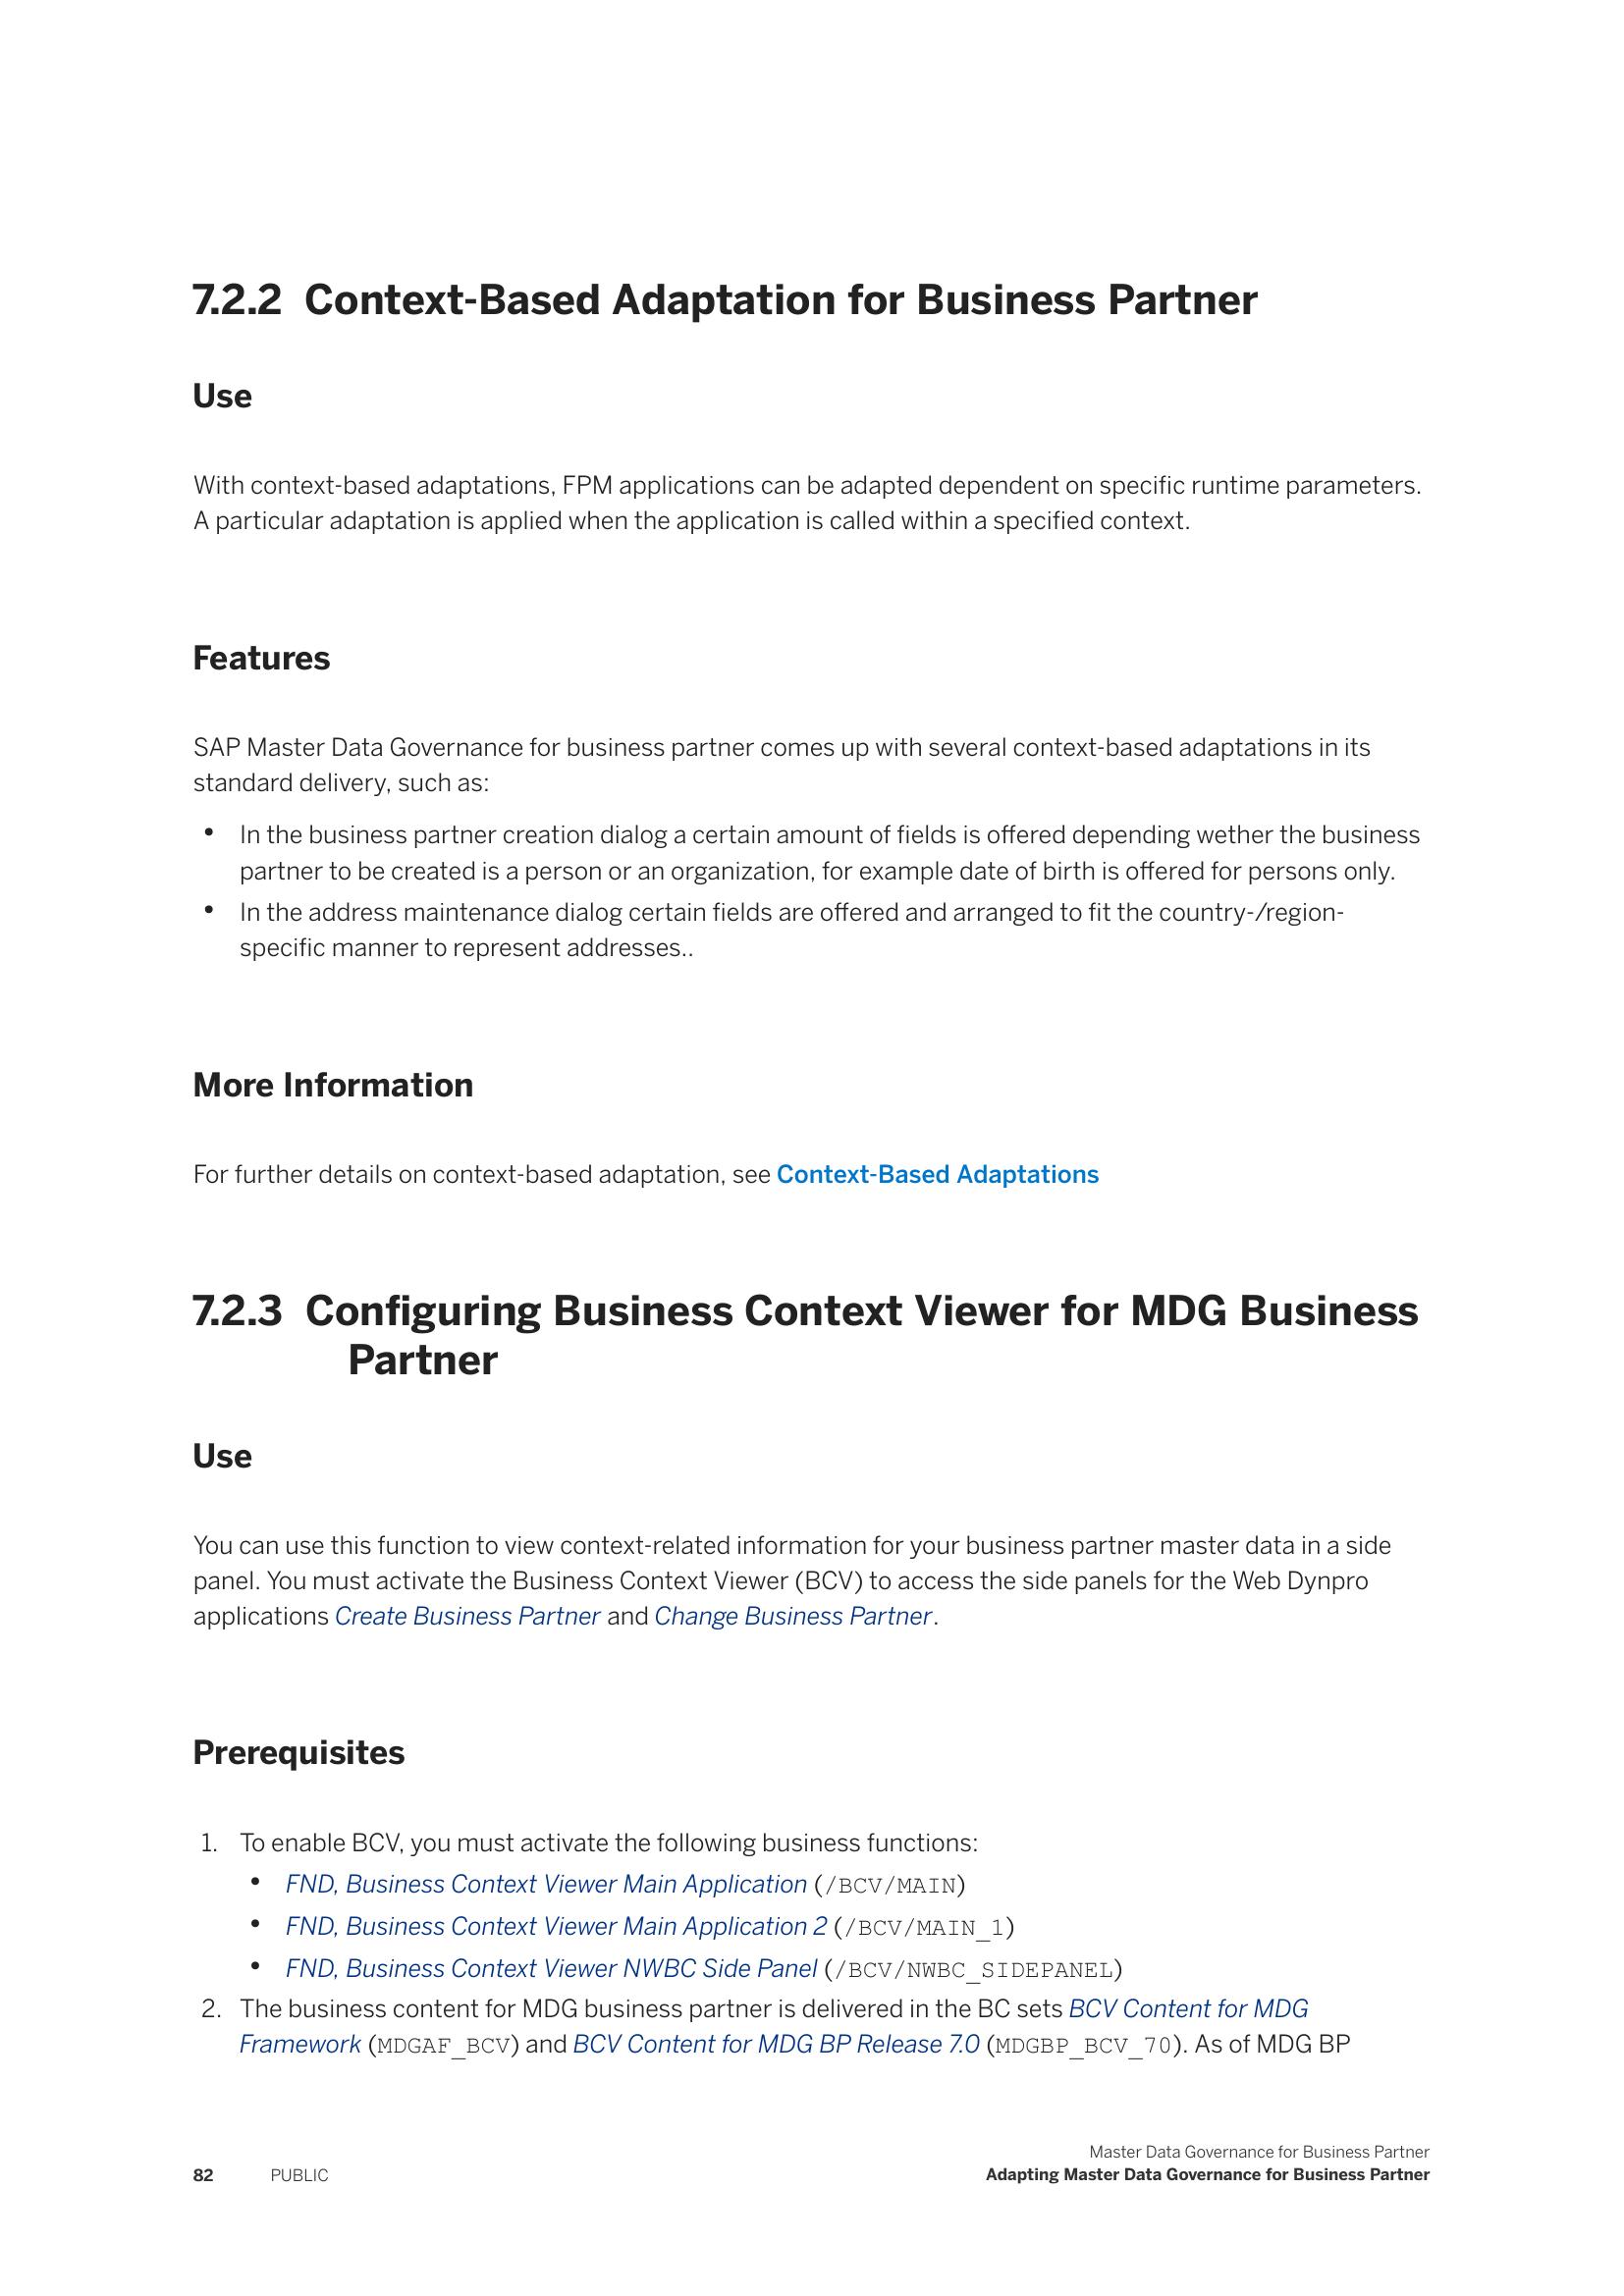 7.2.2 Context-Based Adaptation for Business Partner
Use
With context-based adaptations, FPM applications can be adapted dependent on specific runtime parameters.
A particular adaptation is applied when the application is called within a specified context.
Features
SAP Master Data Governance for business partner comes up with several context-based adaptations in its
standard delivery, such as:
• In the business partner creation dialog a certain amount of fields is offered depending wether the business
partner to be created is a person or an organization, for example date of birth is offered for persons only.
• In the address maintenance dialog certain fields are offered and arranged to fit the country-/region-
specific manner to represent addresses..
More Information
For further details on context-based adaptation, see Context-Based Adaptations
7.2.3 Configuring Business Context Viewer for MDG Business
Partner
Use
You can use this function to view context-related information for your business partner master data in a side
panel. You must activate the Business Context Viewer (BCV) to access the side panels for the Web Dynpro
applications Create Business Partner and Change Business Partner.
Prerequisites
1. To enable BCV, you must activate the following business functions:
• FND, Business Context Viewer Main Application (/BCV/MAIN)
• FND, Business Context Viewer Main Application 2 (/BCV/MAIN_1)
• FND, Business Context Viewer NWBC Side Panel (/BCV/NWBC_SIDEPANEL)
2. The business content for MDG business partner is delivered in the BC sets BCV Content for MDG
Framework (MDGAF_BCV) and BCV Content for MDG BP Release 7.0 (MDGBP_BCV_70). As of MDG BP
Master Data Governance for Business Partner
82 PUBLIC Adapting Master Data Governance for Business Partner